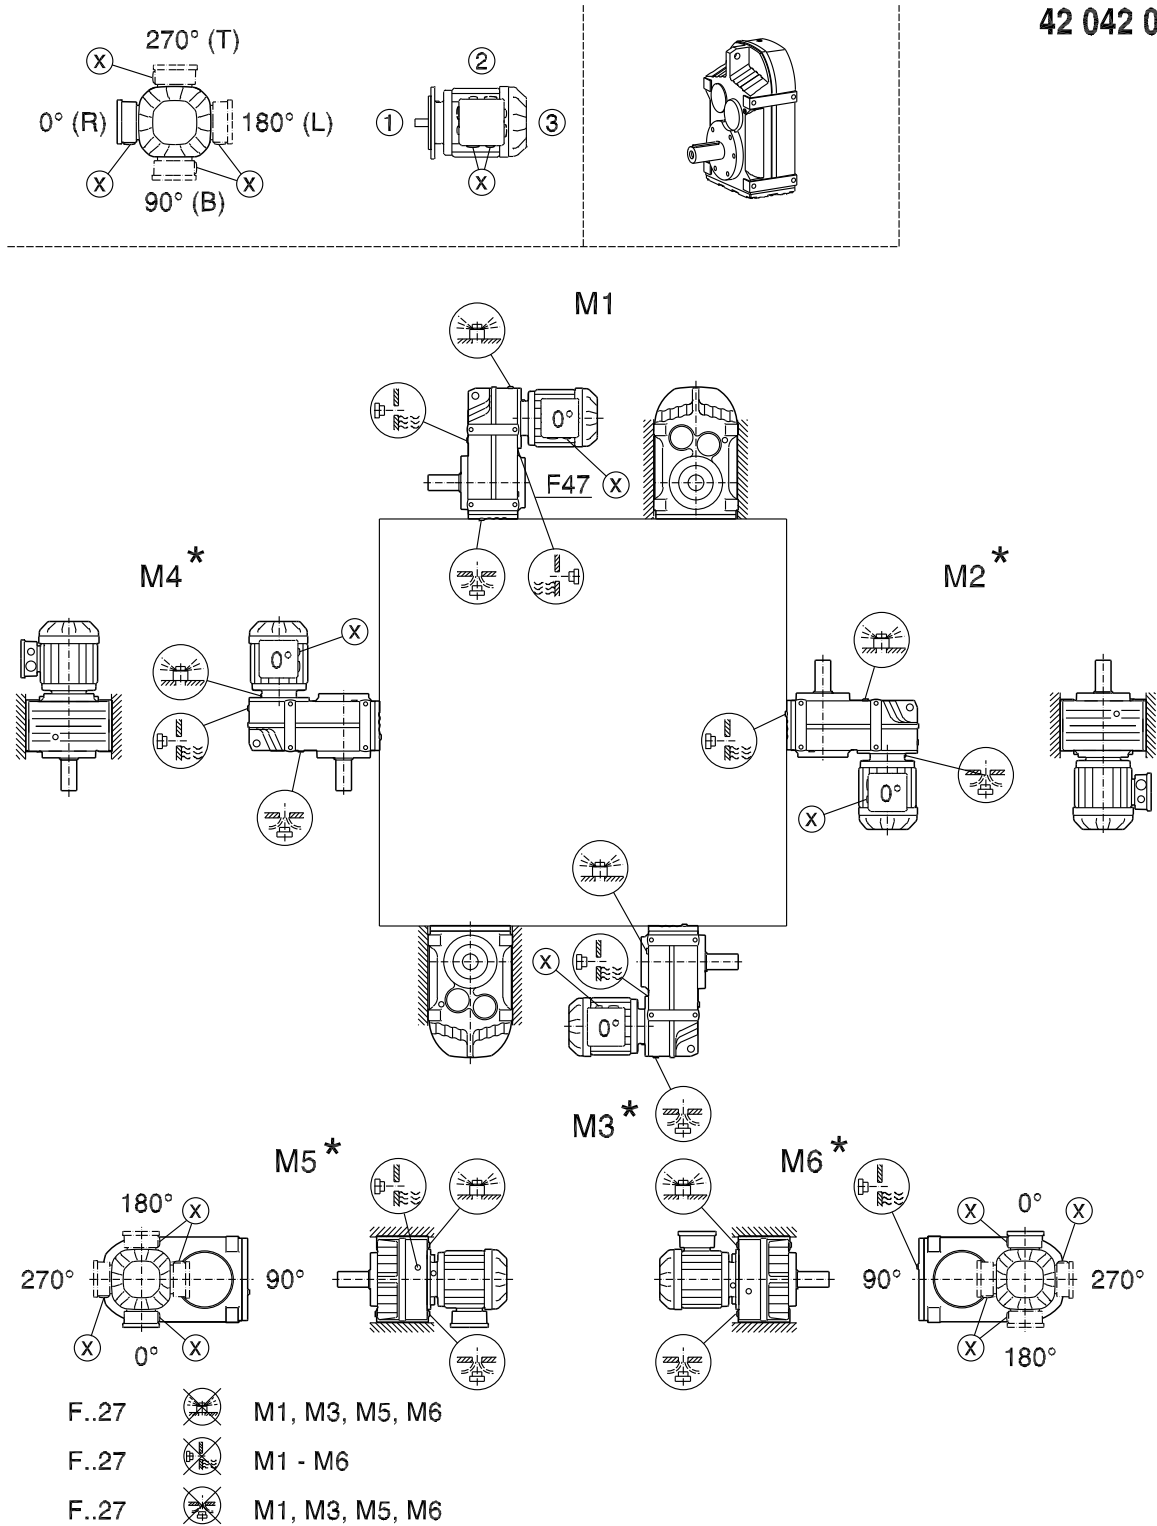 42 042 0
270° (T)
X
2
0° (R)
180° (L)
1
3
X
X
X
90° (B)
M1
0°
F47
X
M4*
M2*
X
0°
0°
X
X
0°
M3*
M5*
M6*
180°
X
0°
X
X
270°
90°
90°
270°
X
0°
X
X
180°
F..27 M1, M3, M5, M6
F..27 M1 - M6
F..27 M1, M3, M5, M6